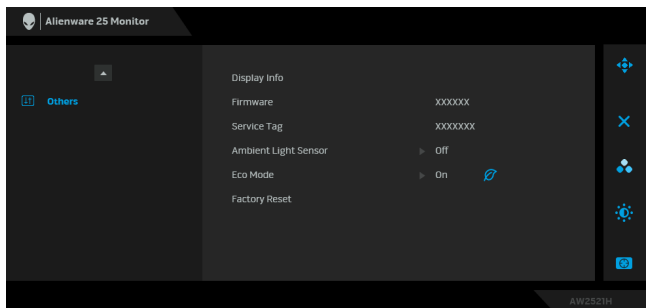 Alienware 25 Monitor
Others
Display Info
Firmware XXXXXX
Service Tag XXXXXXX
Ambient Light Sensor Off
Eco Mode On
Factory Reset
AW2521H